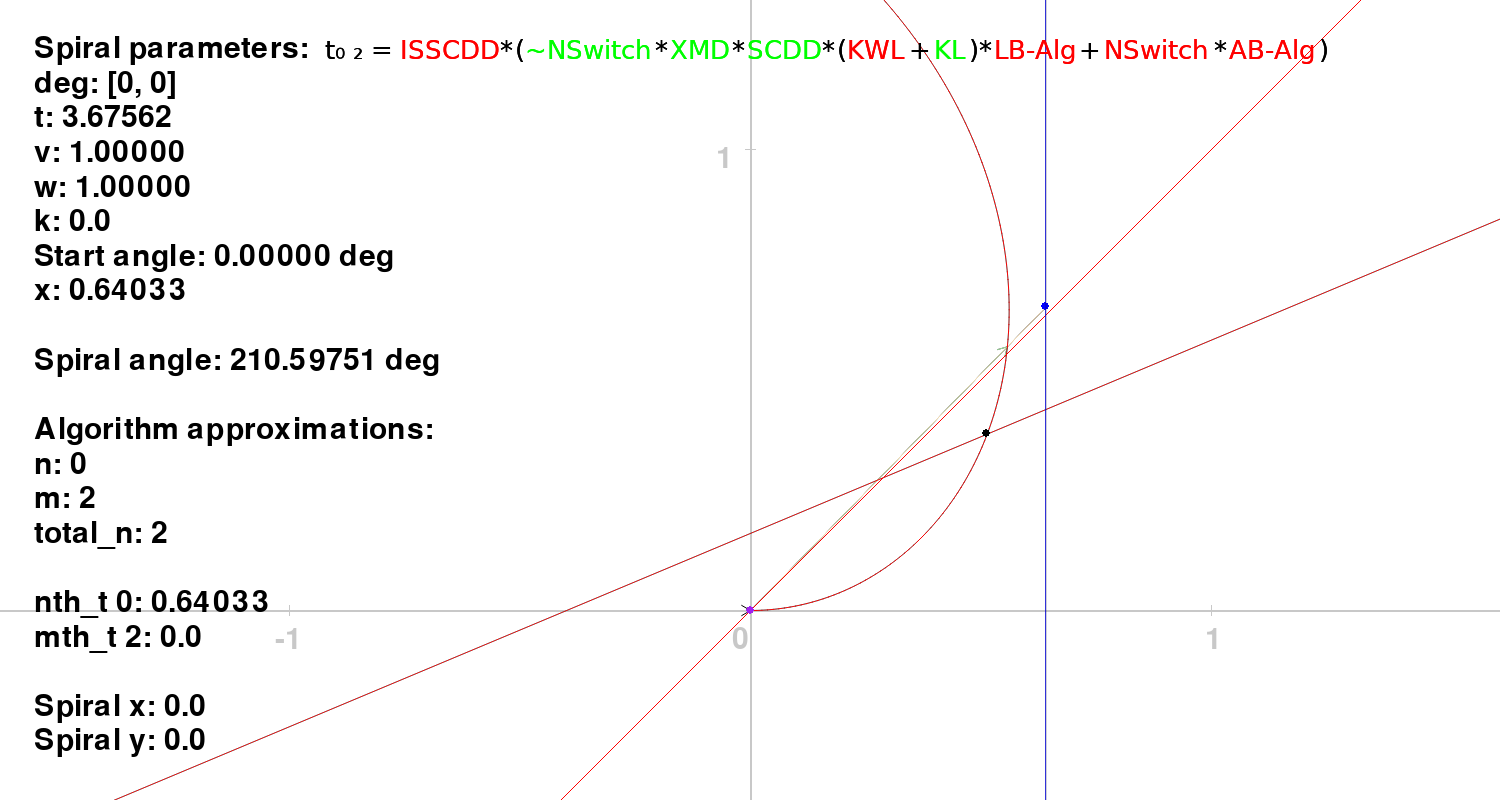 Spiral parameters: t₀ ₂ = ISSCDD*(~NSwitch*XMD*SCDD*(KWL+KL)*LB-Alg+NSwitch*AB-Alg)
deg: [0, 0]
t: 3.67562
v: 1.00000
w: 1.00000
k: 0.0
Start angle: 0.00000 deg
x: 0.64033
Spiral angle: 210.59751 deg
Algorithm approximations:
n: 0
m: 2
total_n: 2
nth_t 0: 0.64033
mth_t 2: 0.0
Spiral x: 0.0
Spiral y: 0.0
1
-1
0
1